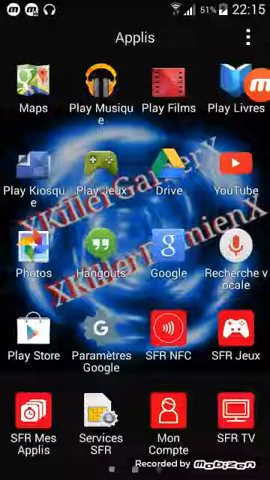 51% 22:15
Applis
Maps Play Musique Play Films Play Livres
Play Kiosque Play Jeux Drive YouTube
XKillerGamerX
XKillerDamienX
Photos Hangouts Google Recherche vocale
Play Store Paramètres Google SFR NFC SFR Jeux
SFR Mes Applis Services SFR Mon Compte SFR TV
Recorded by mobizen